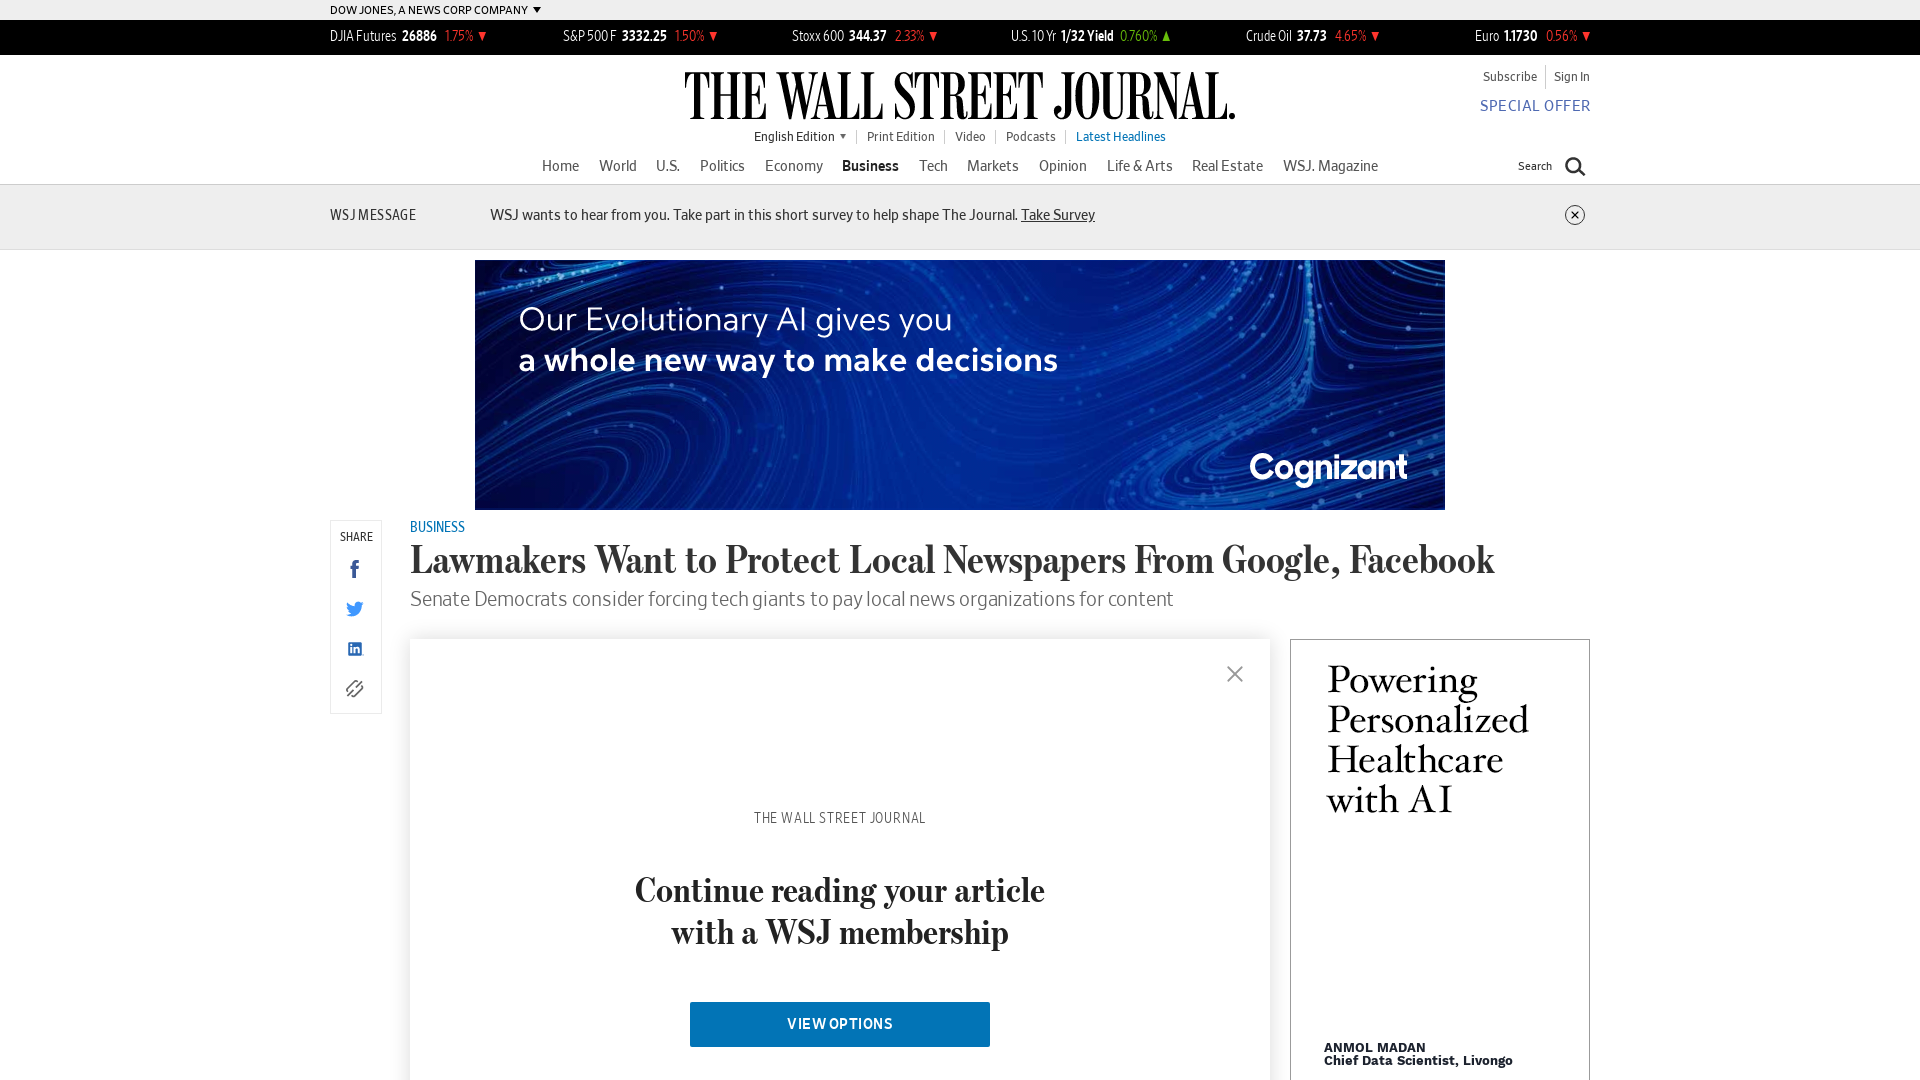 DOW JONES, A NEWS CORP COMPANY
DJIA Futures 26886 1.75% S&P 500 F 3332.25 1.50% Stoxx 600 344.37 2.33% U.S. 10 Yr 1/32 Yield 0.760% Crude Oil 37.73 4.65% Euro 1.1730 0.56%
THE WALL STREET JOURNAL.
Subscribe Sign In
SPECIAL OFFER
English Edition Print Edition Video Podcasts Latest Headlines
Home World U.S. Politics Economy Business Tech Markets Opinion Life & Arts Real Estate WSJ. Magazine Search
WSJ MESSAGE WSJ wants to hear from you. Take part in this short survey to help shape The Journal. Take Survey
Our Evolutionary AI gives you
a whole new way to make decisions
Cognizant
BUSINESS
Lawmakers Want to Protect Local Newspapers From Google, Facebook
Senate Democrats consider forcing tech giants to pay local news organizations for content
SHARE
THE WALL STREET JOURNAL
Continue reading your article
with a WSJ membership
VIEW OPTIONS
Powering
Personalized
Healthcare
with AI
ANMOL MADAN
Chief Data Scientist, Livongo